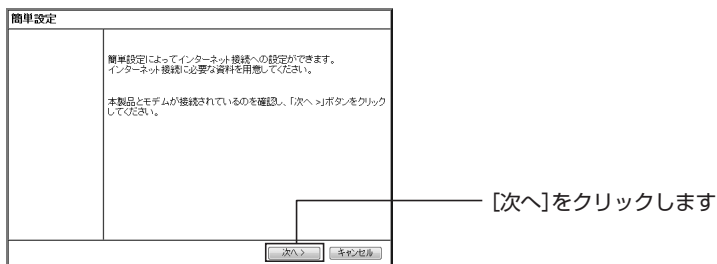 簡単設定
簡単設定によってインターネット接続への設定ができます。
インターネット接続に必要な資料を用意してください。
本製品とモデムが接続されているのを確認し、「次へ >」ボタンをクリック
してください。
[次へ]をクリックします
次へ >
キャンセル